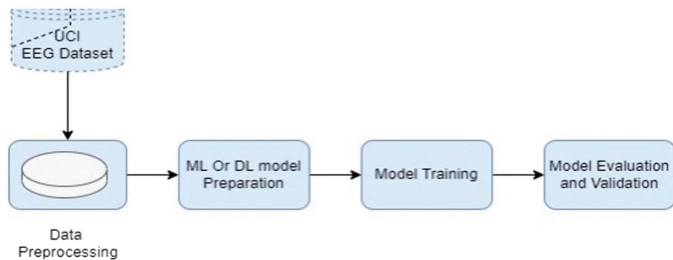 UCI
EEG Dataset
ML Or DL model
Preparation
Model Training
Model Evaluation
and Validation
Data
Preprocessing